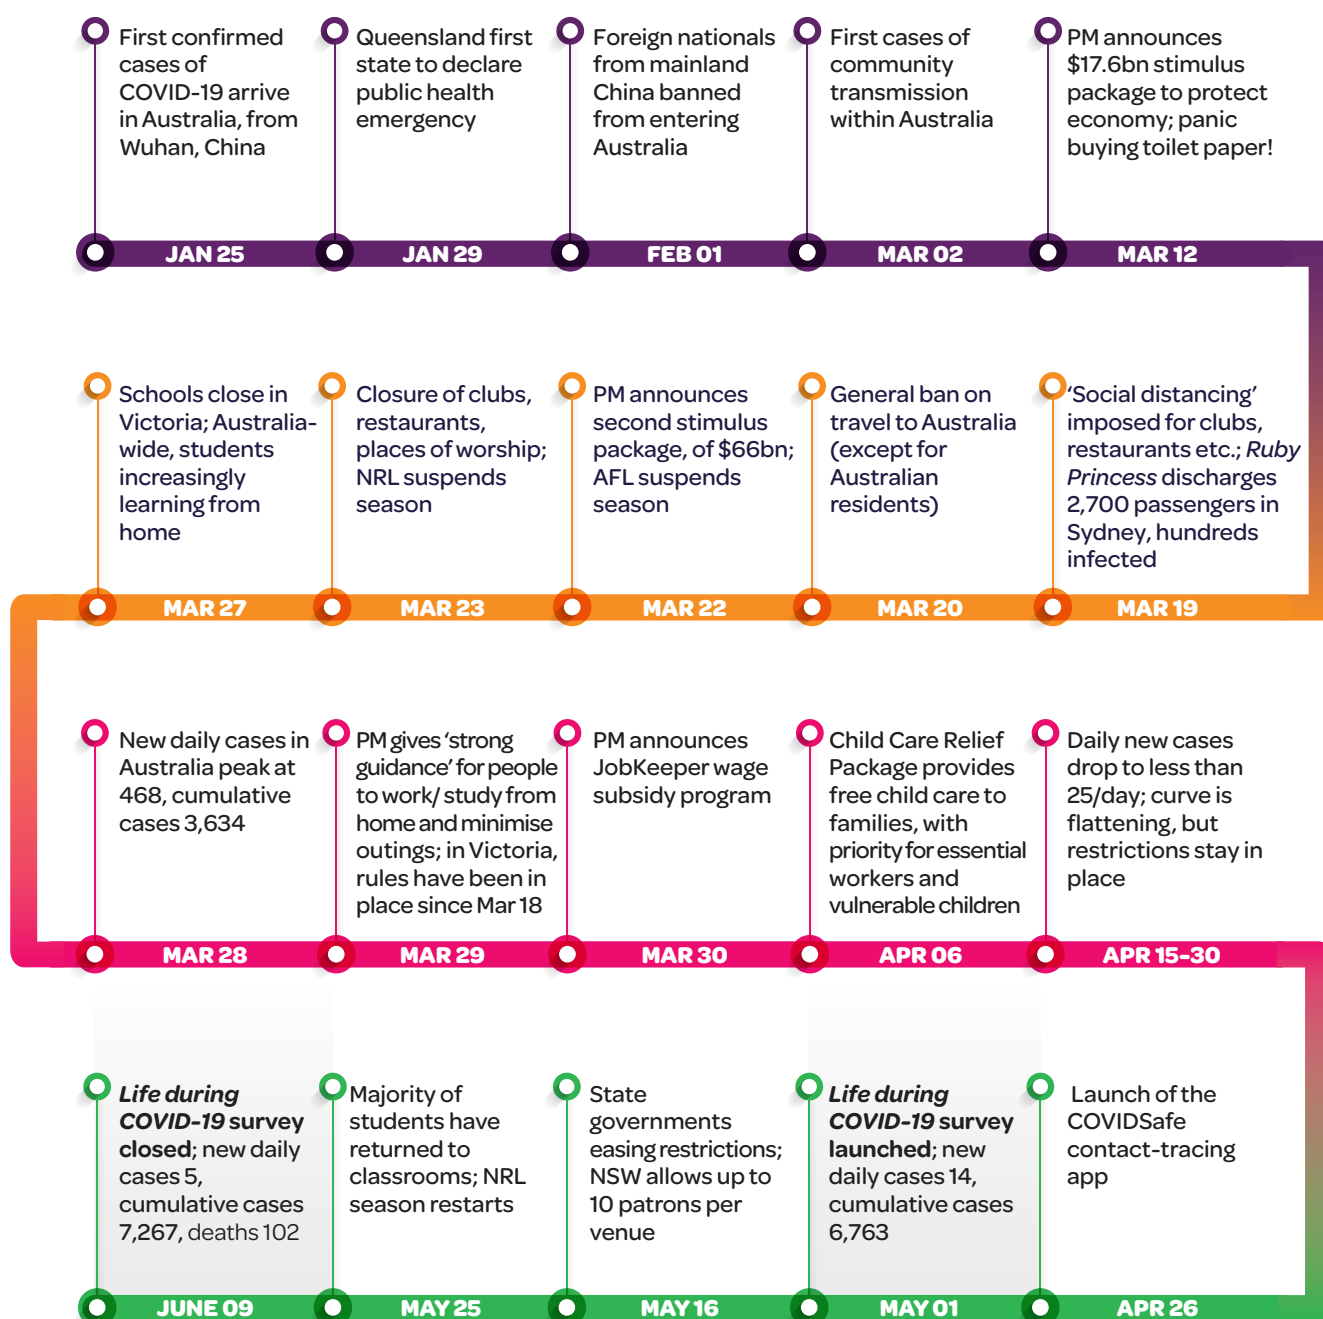 First confirmed
cases of
COVID-19 arrive
in Australia, from
Wuhan, China
JAN 25
Queensland first
state to declare
public health
emergency
JAN 29
Foreign nationals
from mainland
China banned
from entering
Australia
FEB 01
First cases of
community
transmission
within Australia
MAR 02
PM announces
$17.6bn stimulus
package to protect
economy; panic
buying toilet paper!
MAR 12
‘Social distancing’
imposed for clubs,
restaurants etc.; Ruby
Princess discharges
2,700 passengers in
Sydney, hundreds
infected
MAR 19
General ban on
travel to Australia
(except for
Australian
residents)
MAR 20
PM announces
second stimulus
package, of $66bn;
AFL suspends
season
MAR 22
Closure of clubs,
restaurants,
places of worship;
NRL suspends
season
MAR 23
Schools close in
Victoria; Australia-
wide, students
increasingly
learning from
home
MAR 27
New daily cases in
Australia peak at
468, cumulative
cases 3,634
MAR 28
PM gives ‘strong
guidance’ for people
to work/ study from
home and minimise
outings; in Victoria,
rules have been in
place since Mar 18
MAR 29
PM announces
JobKeeper wage
subsidy program
MAR 30
Child Care Relief
Package provides
free child care to
families, with
priority for essential
workers and
vulnerable children
APR 06
Daily new cases
drop to less than
25/day; curve is
flattening, but
restrictions stay in
place
APR 15-30
Launch of the
COVIDSafe
contact-tracing
app
APR 26
Life during
COVID-19 survey
launched; new
daily cases 14,
cumulative cases
6,763
MAY 01
State
governments
easing restrictions;
NSW allows up to
10 patrons per
venue
MAY 16
Majority of
students have
returned to
classrooms; NRL
season restarts
MAY 25
Life during
COVID-19 survey
closed; new daily
cases 5,
cumulative cases
7,267, deaths 102
JUNE 09